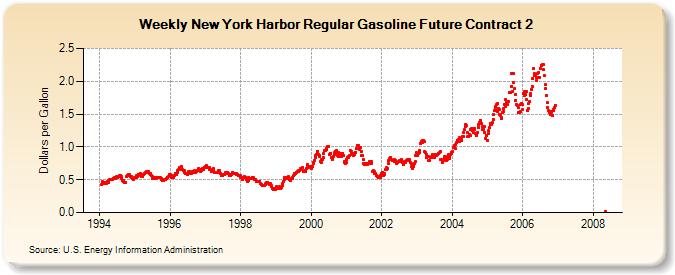 Weekly New York Harbor Regular Gasoline Future Contract 2
Dollars per Gallon
2.5
2.0
1.5
1.0
0.5
0.0
1994 1996 1998 2000 2002 2004 2006 2008
Source: U.S. Energy Information Administration